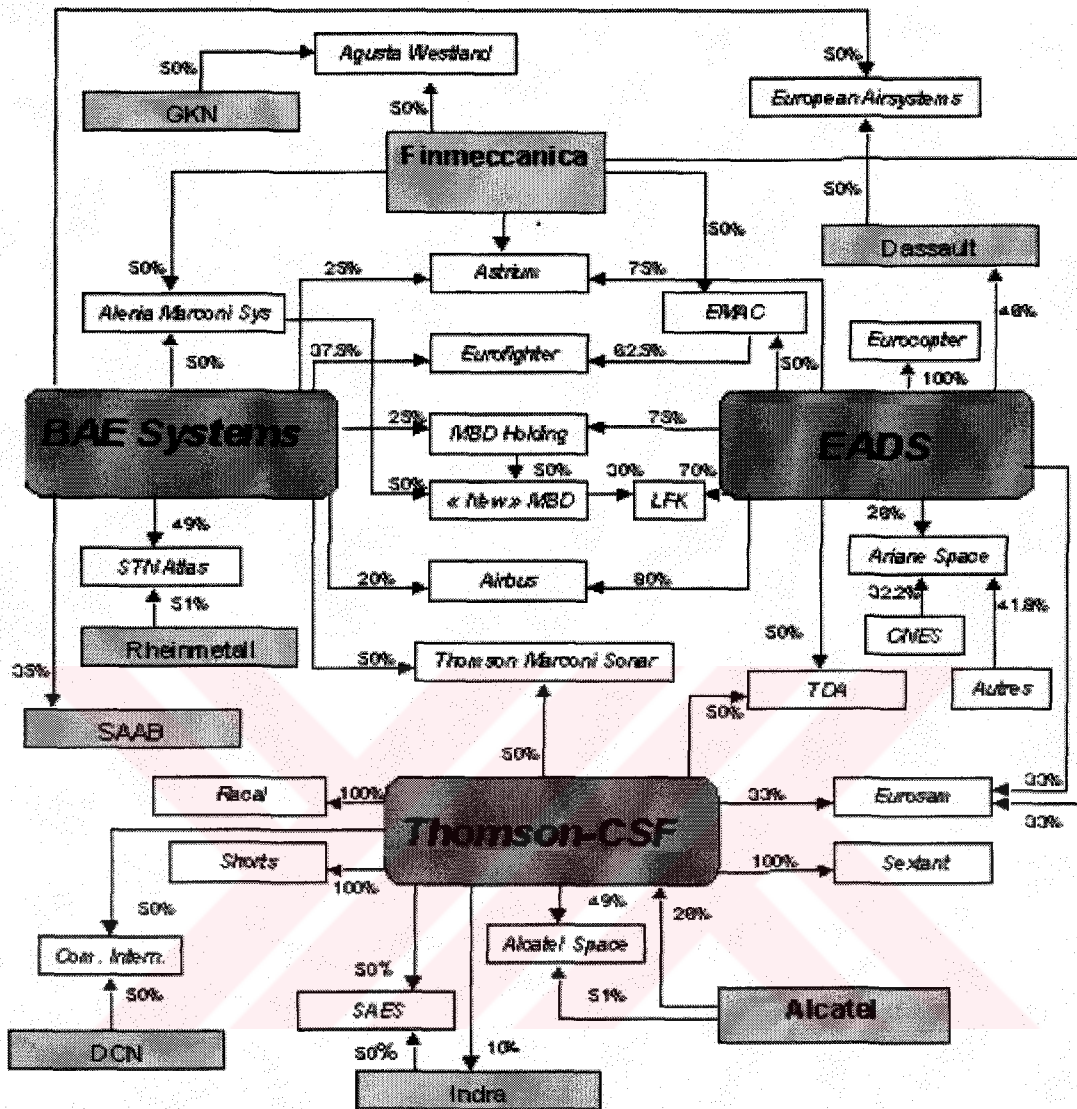 50%
Agusta Westland
50%
European Airsystems
GKN
50%
Finmeccanica
50%
Dassault
50%
50%
25%
Astrium
75%
Alenia Marconi Sys
EMAC
Eurocopter
50%
37.5%
Eurofighter
62.5%
50%
100%
BAE Systems
25%
MBD Holding
75%
EADS
50%
30%
70%
50%
« New » MBD
LFK
49%
STN Atlas
Ariane Space
20%
Airbus
80%
32.2%
41.8%
51%
CNES
Rheinmetall
50%
50%
Thomson Marconi Sonar
TDA
Autres
35%
SAAB
50%
50%
Racal
100%
33%
Eurosam
33%
33%
Thomson-CSF
Shorts
100%
100%
Sextant
50%
49%
Com. Intern.
Alcatel Space
50%
50%
SAES
51%
Alcatel
DCN
50%
10%
Indra